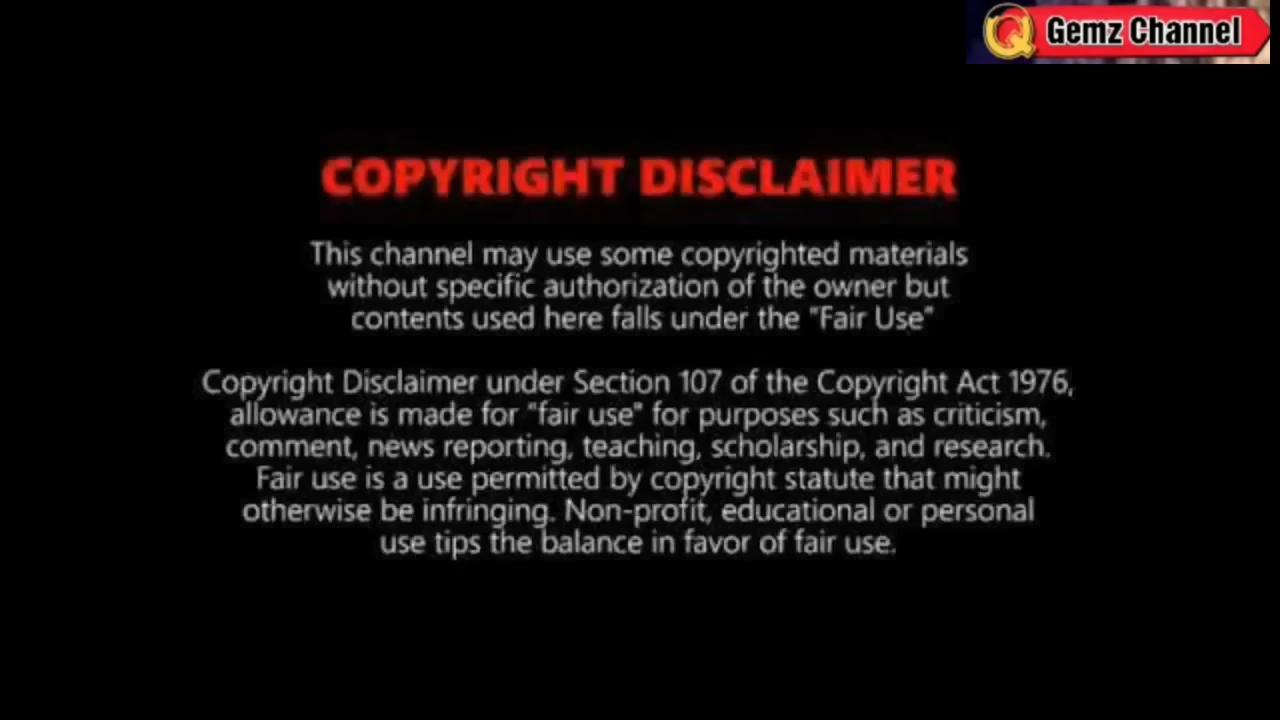 Gemz Channel
COPYRIGHT DISCLAIMER
This channel may use some copyrighted materials
without specific authorization of the owner but
contents used here falls under the "Fair Use"
Copyright Disclaimer under Section 107 of the Copyright Act 1976,
allowance is made for "fair use" for purposes such as criticism,
comment, news reporting, teaching, scholarship, and research.
Fair use is a use permitted by copyright statute that might
otherwise be infringing. Non-profit, educational or personal
use tips the balance in favor of fair use.